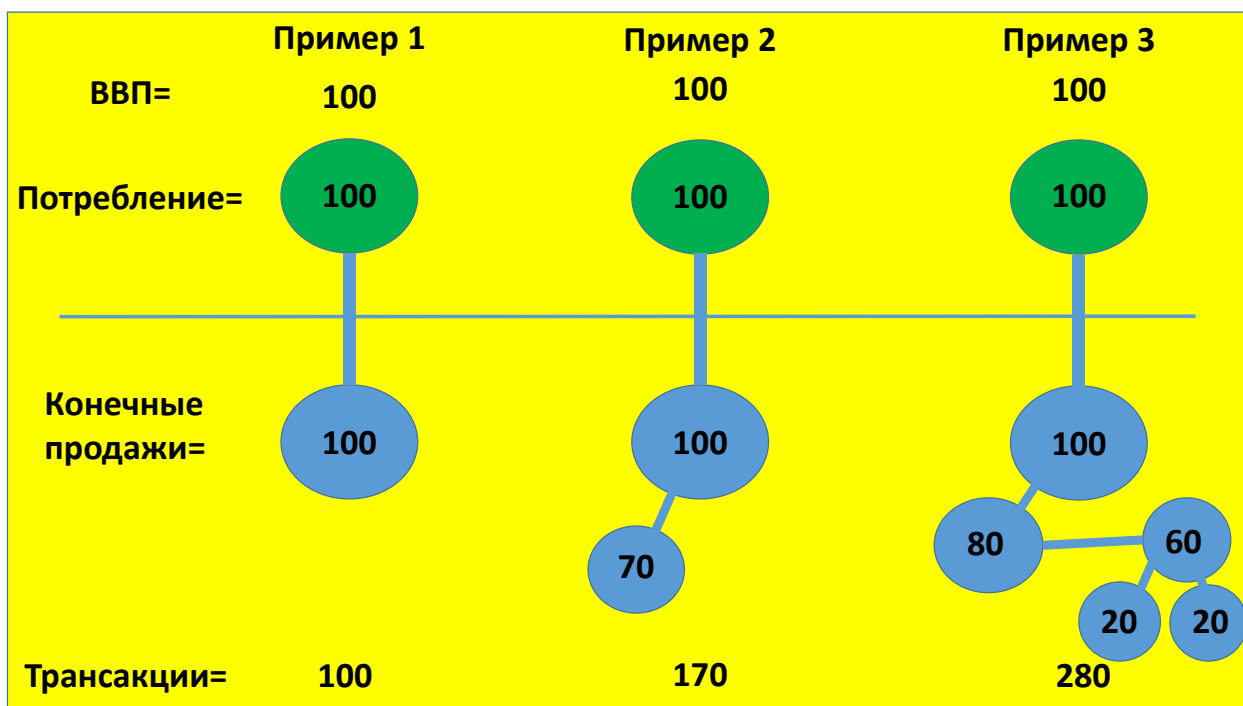 Пример 1 Пример 2 Пример 3
ВВП= 100 100 100
Потребление= 100 100 100
Конечные
продажи= 100 100 100
70 80 60
20 20
Трансакции= 100 170 280